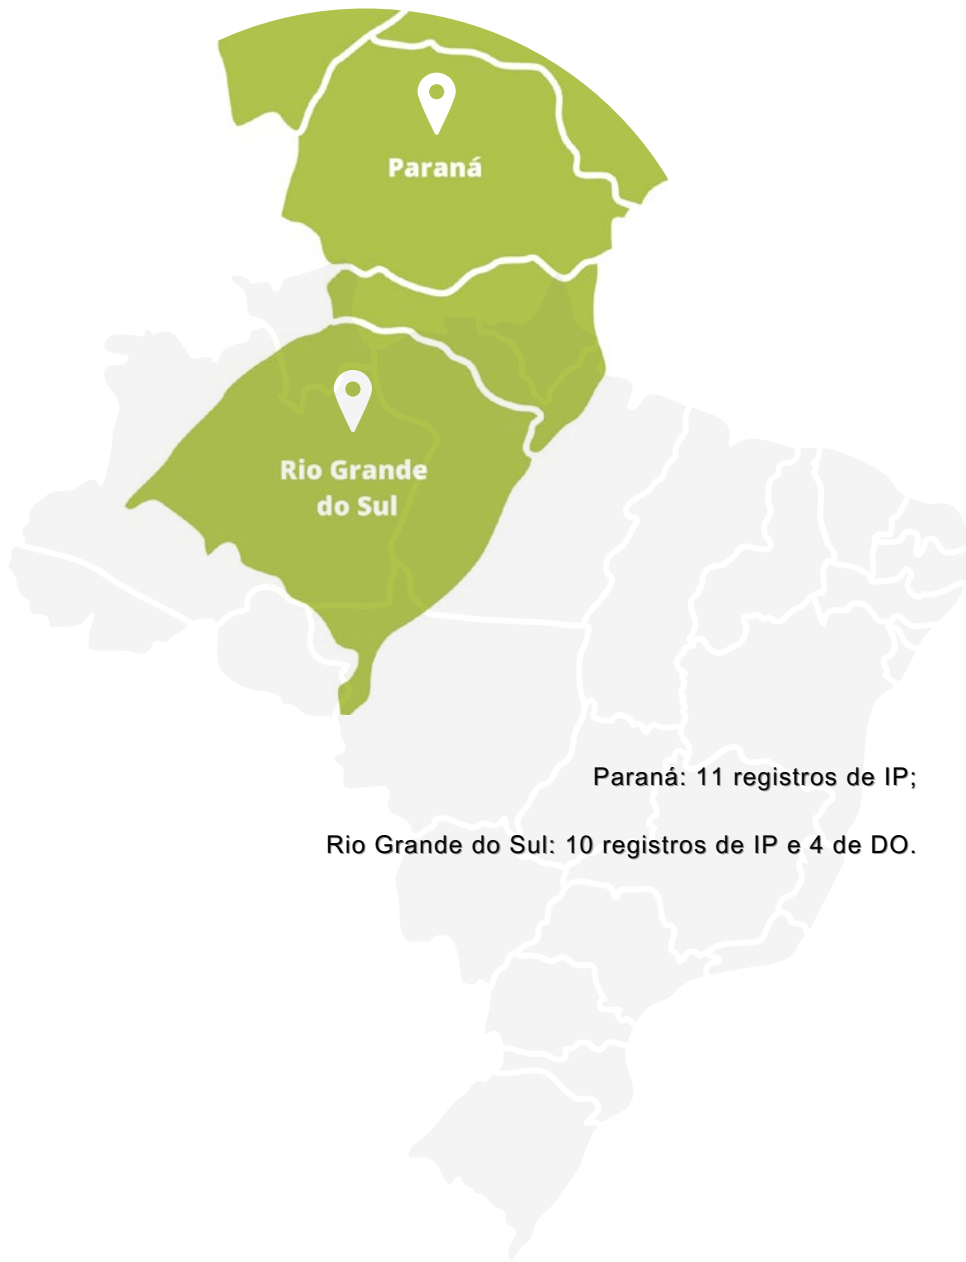 Paraná
Rio Grande
do Sul
Paraná: 11 registros de IP;
Rio Grande do Sul: 10 registros de IP e 4 de DO.